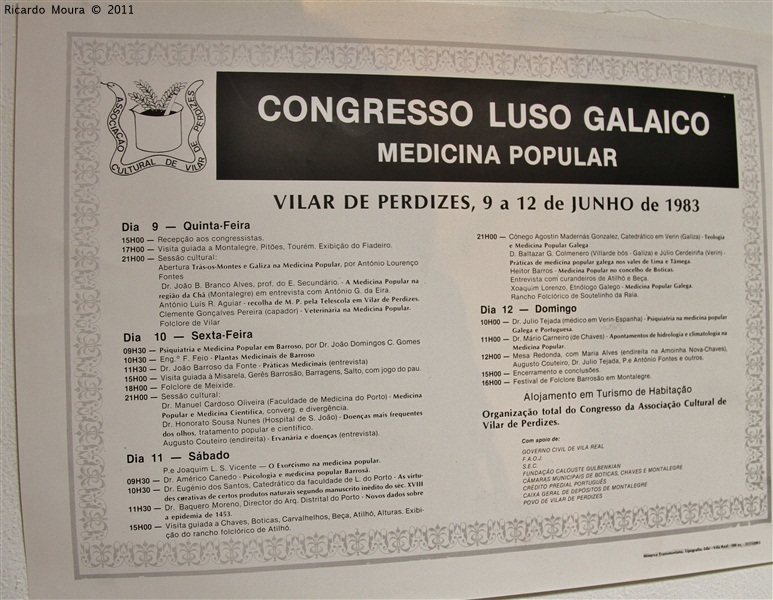 Ricardo Moura © 2011
ASSOCIAÇÃO CULTURAL DE VILAR DE PERDIZES
CONGRESSO LUSO GALAICO
MEDICINA POPULAR
VILAR DE PERDIZES, 9 a 12 de JUNHO de 1983
Dia 9 — Quinta-Feira
15H00 — Recepção aos congressistas.
17H00 — Visita guiada a Montalegre, Pitões, Tourém. Exibição do Fiadeiro.
21H00 — Sessão cultural:
Abertura Trás-os-Montes e Galiza na Medicina Popular, por António Lourenço
Fontes
Dr. João B. Branco Alves, prof. do E. Secundário. - A Medicina Popular na
região da Chã (Montalegre) em entrevista com António G. da Eira.
António Luís R. Aguiar - recolha de M. P. pela Telescola em Vilar de Perdizes.
Clemente Gonçalves Pereira (capador) - Veterinária na Medicina Popular.
Folclore de Vilar
Dia 10 — Sexta-Feira
09H30 — Psiquiatria e Medicina Popular em Barroso, por Dr. João Domingos C. Gomes
10H30 — Eng.º F. Feio - Plantas Medicinais de Barroso
11H30 — Dr. João Barroso da Fonte - Práticas Medicinais (entrevista)
15H00 — Visita guiada à Misarela, Gerês Barrosão, Barragens, Salto, com jogo do pau.
18H00 — Folclore de Meixide.
21H00 — Sessão cultural:
Dr. Manuel Cardoso Oliveira (Faculdade de Medicina do Porto) - Medicina
Popular e Medicina Científica, converg. e divergência.
Dr. Honorato Sousa Nunes (Hospital de S. João) - Doenças mais frequentes
dos olhos, tratamento popular e científico.
Augusto Couteiro (endireita) - Ervanária e doenças (entrevista).
Dia 11 — Sábado
P.e Joaquim L. S. Vicente — O Exorcismo na medicina popular.
09H30 — Dr. Américo Canedo - Psicologia e medicina popular Barrosã.
10H30 — Dr. Eugénio dos Santos, Catedrático da faculdade de L. do Porto - As virtu-
des curativas de certos produtos naturais segundo manuscrito inédito do séc. XVIII
11H30 — Dr. Baquero Moreno, Director do Arq. Distrital do Porto - Novos dados sobre
a epidemia de 1453.
15H00 — Visita guiada a Chaves, Boticas, Carvalhelhos, Beça, Atilhó, Alturas. Exibi-
ção do rancho folclórico de Atilhó.
21H00 — Cónego Agostin Madernás Gonzalez, Catedrático em Verin (Galiza) - Teologia
e Medicina Popular Galega
D. Baltazar G. Colmenero (Villarde bós - Galiza) e Júlio Cerdeiriña (Verin) -
Práticas de medicina popular galega nos vales de Lima e Tâmega.
Heitor Barros - Medicina Popular no concelho de Boticas.
Entrevista com curandeiros de Atilhó e Beça.
Xoaquim Lorenzo, Etnólogo Galego - Medicina Popular Galega.
Rancho Folclórico de Soutelinho da Raia.
Dia 12 — Domingo
10H00 — Dr. Julio Tejada (médico em Verin-Espanha) - Psiquiatria na medicina popular
Galega e Portuguesa.
11H00 — Dr. Mário Carneiro (de Chaves) - Apontamentos de hidrologia e climatologia na
Medicina Popular.
12H00 — Mesa Redonda, com Maria Alves (endireita na Amoinha Nova-Chaves),
Augusto Couteiro, Dr. Julio Tejada, P.e António Fontes e outros.
15H00 — Encerramento e conclusões.
16H00 — Festival de Folclore Barrosão em Montalegre.
Alojamento em Turismo de Habitação
Organização total do Congresso da Associação Cultural de
Vilar de Perdizes.
Com apoio de:
GOVERNO CIVIL DE VILA REAL
F.A.O.J.
S.E.C.
FUNDAÇÃO CALOUSTE GULBENKIAN
CÂMARAS MUNICIPAIS DE BOTICAS, CHAVES E MONTALEGRE
CRÉDITO PREDIAL PORTUGUÊS
CAIXA GERAL DE DEPÓSITOS DE MONTALEGRE
POVO DE VILAR DE PERDIZES